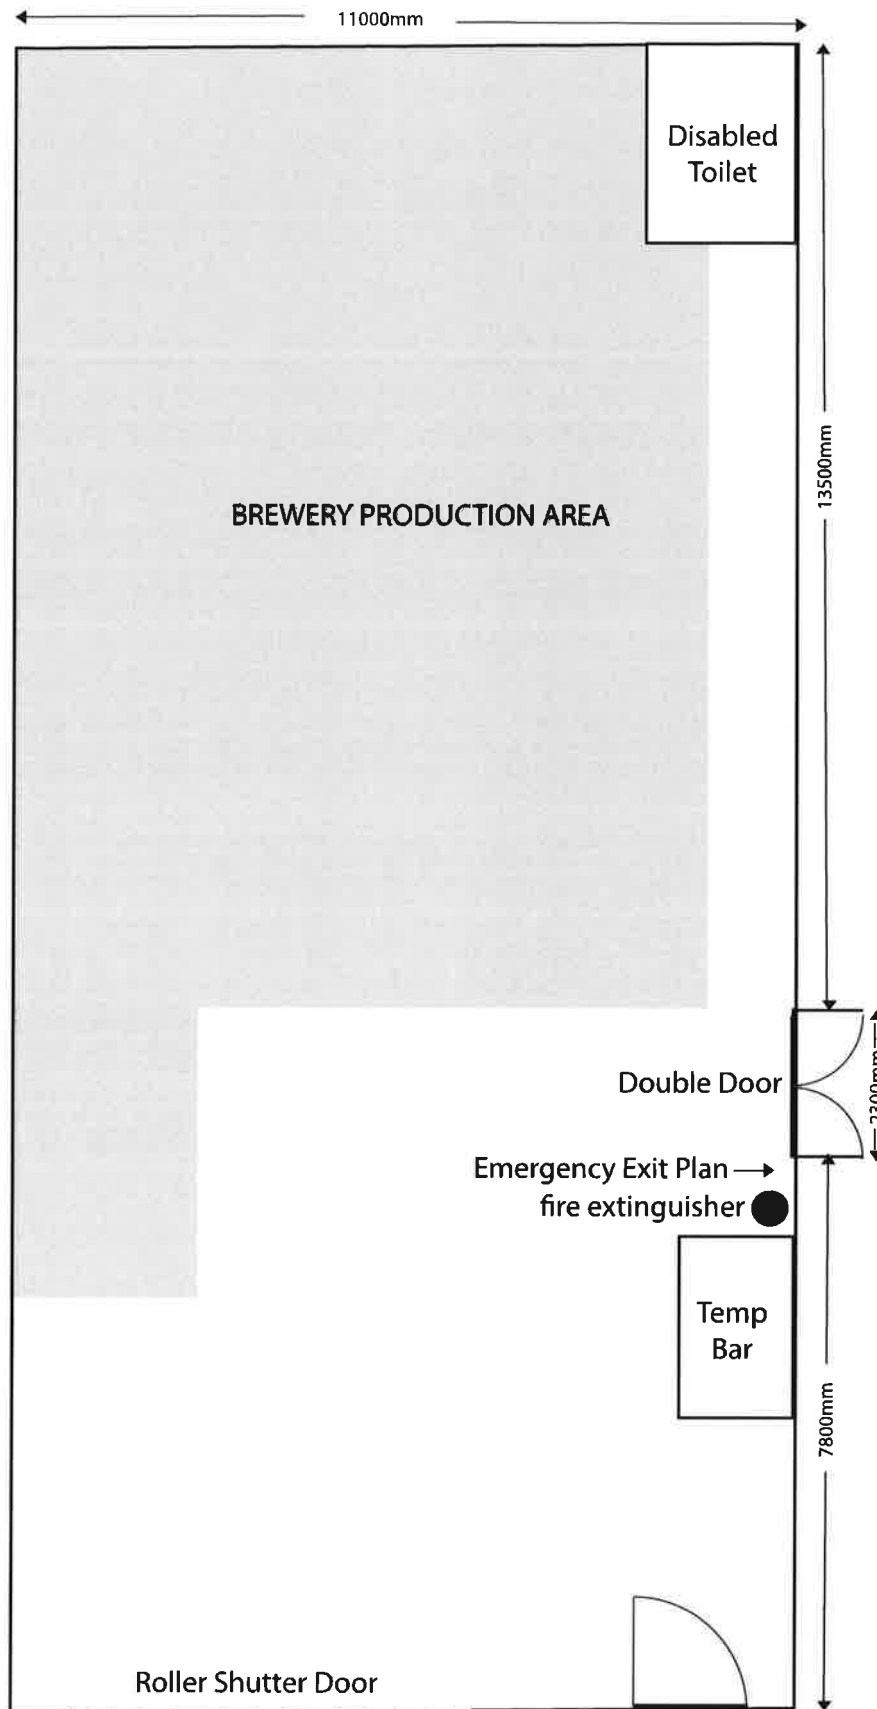 11000mm
Disabled
Toilet
13500mm
BREWERY PRODUCTION AREA
Double Door
2300mm
Emergency Exit Plan
fire extinguisher
Temp
Bar
7800mm
Roller Shutter Door